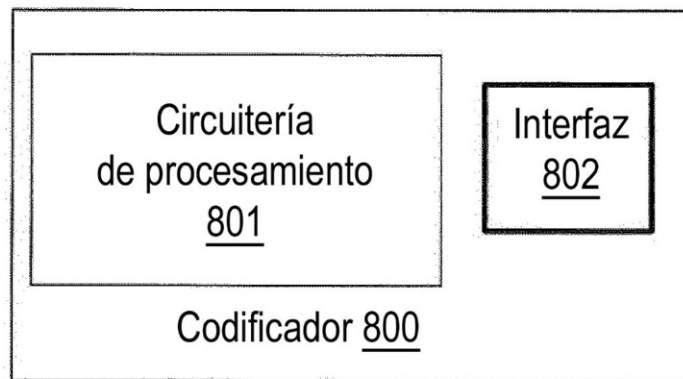 Circuitería
de procesamiento
801
Interfaz
802
Codificador 800